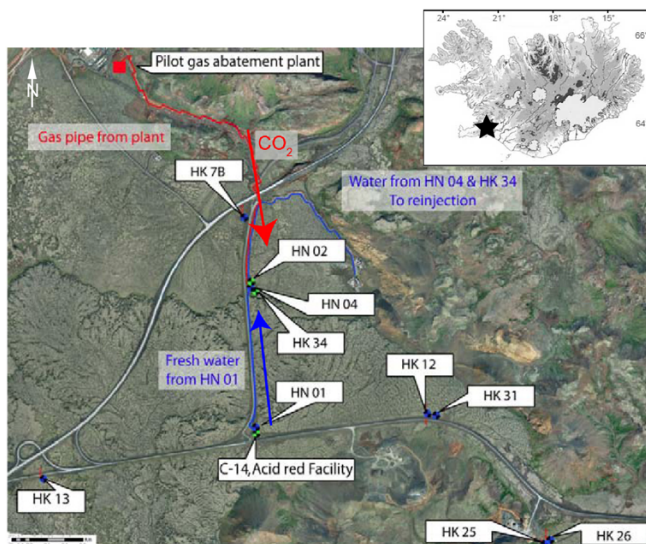 24°
21°
18°
15°
66°
64°
Pilot gas abatement plant
N
Gas pipe from plant
CO2
HK 7B
Water from HN 04 & HK 34
To reinjection
HN 02
HN 04
HK 34
Fresh water
from HN 01
HN 01
HK 12
HK 31
C-14,Acid red Facility
HK 13
HK 25
HK 26